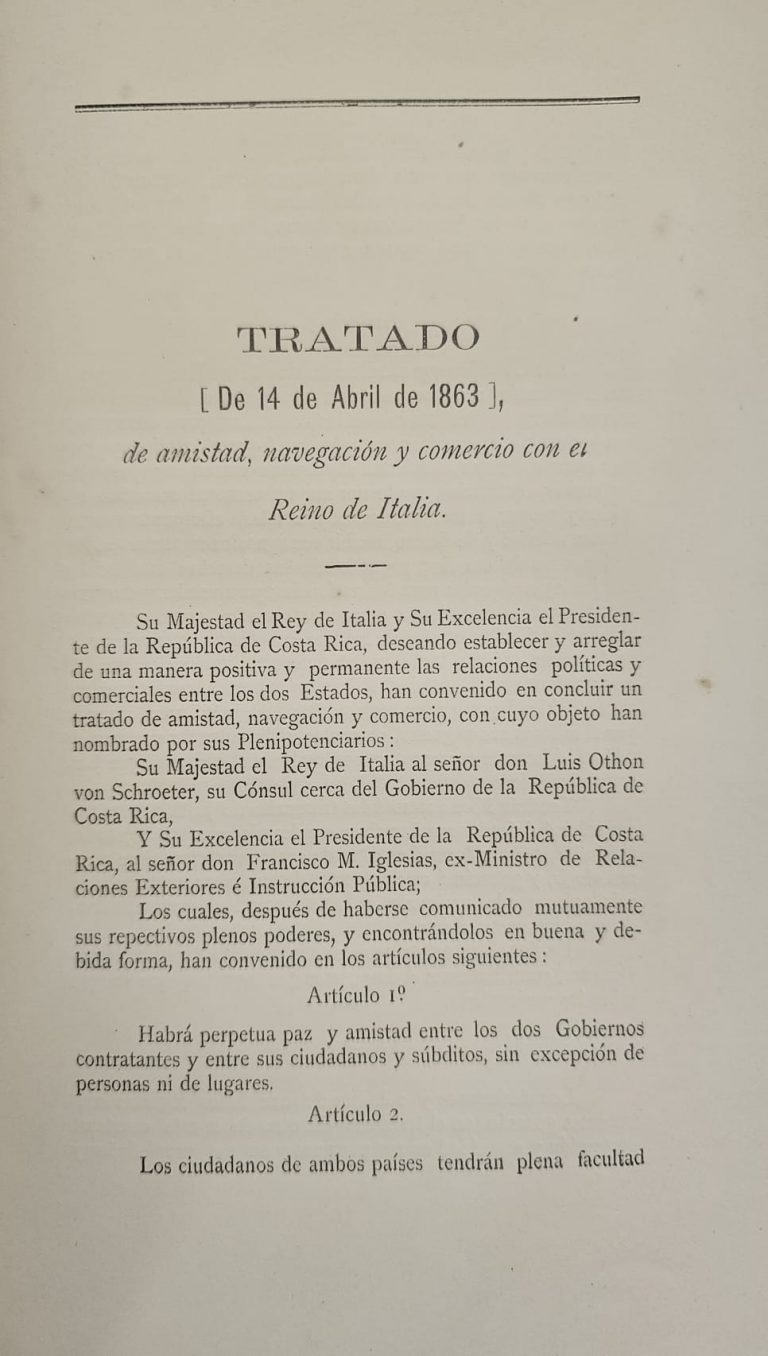 TRATADO
[ De 14 de Abril de 1863 ],
de amistad, navegación y comercio con el
Reino de Italia.
Su Majestad el Rey de Italia y Su Excelencia el Presiden-
te de la República de Costa Rica, deseando establecer y arreglar
de una manera positiva y permanente las relaciones políticas y
comerciales entre los dos Estados, han convenido en concluir un
tratado de amistad, navegación y comercio, con cuyo objeto han
nombrado por sus Plenipotenciarios :
Su Majestad el Rey de Italia al señor don Luis Othon
von Schroeter, su Cónsul cerca del Gobierno de la República de
Costa Rica,
Y Su Excelencia el Presidente de la República de Costa
Rica, al señor don Francisco M. Iglesias, ex-Ministro de Rela-
ciones Exteriores é Instrucción Pública;
Los cuales, después de haberse comunicado mutuamente
sus repectivos plenos poderes, y encontrándolos en buena y de-
bida forma, han convenido en los artículos siguientes :
Artículo 1º
Habrá perpetua paz y amistad entre los dos Gobiernos
contratantes y entre sus ciudadanos y súbditos, sin excepción de
personas ni de lugares.
Artículo 2.
Los ciudadanos de ambos países tendrán plena facultad